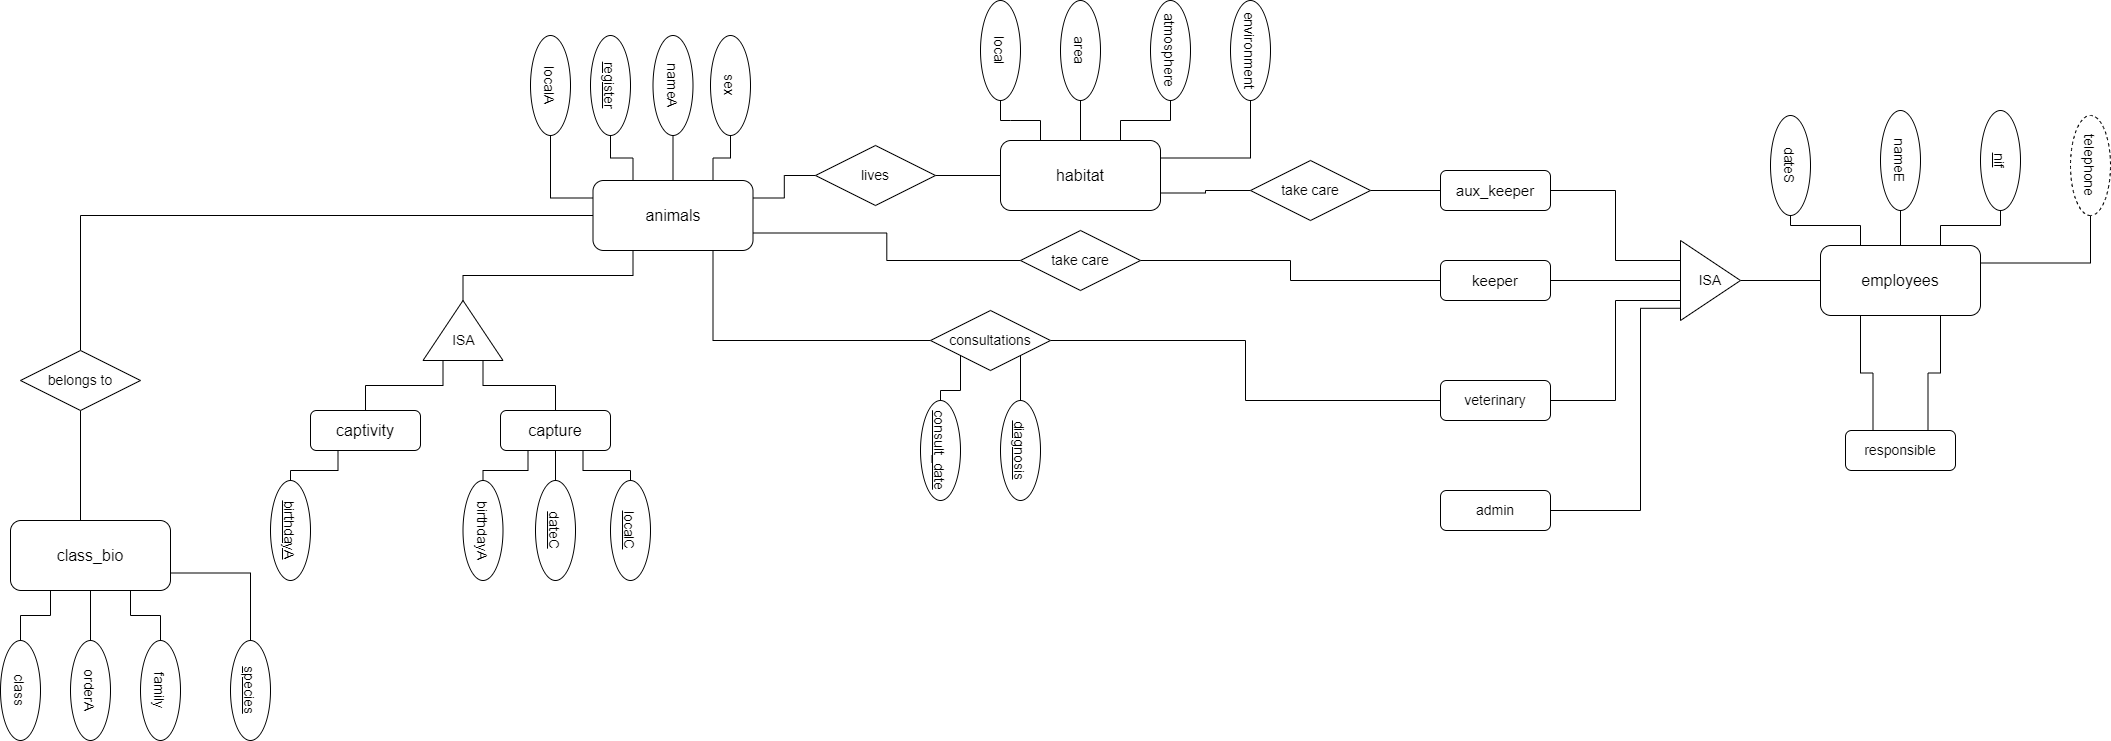 local
area
atmosphere
environment
localA
register
nameA
sex
dateS
nameE
nif
telephone
lives
habitat
take care
aux_keeper
animals
take care
keeper
ISA
employees
ISA
consultations
belongs to
captivity
capture
veterinary
responsible
consult_date
diagnosis
admin
birthdayA
birthdayA
dateC
localC
class_bio
class
orderA
family
species